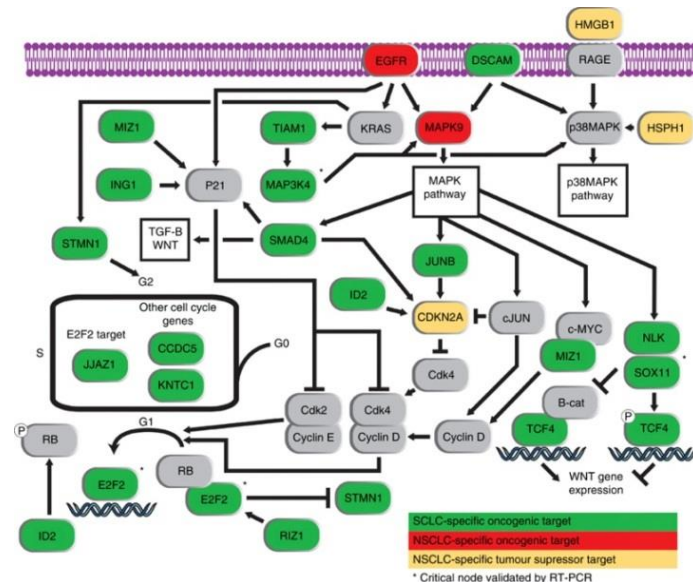 HMGB1
EGFR
DSCAM
RAGE
MIZ1
TIAM1
KRAS
MAPK9
p38MAPK
HSPH1
ING1
P21
MAP3K4
*
MAPK
pathway
p38MAPK
pathway
STMN1
TGF-B
WNT
SMAD4
G2
JUNB
ID2
CDKN2A
cJUN
c-MYC
MIZ1
NLK
SOX11
*
Other cell cycle
genes
E2F2 target
S
JJAZ1
CCDC5
KNTC1
G0
Cdk4
B-cat
TCF4
P
TCF4
Cdk2
Cyclin E
Cdk4
Cyclin D
Cyclin D
P
RB
G1
RB
E2F2
*
E2F2
*
STMN1
WNT gene
expression
ID2
RIZ1
SCLC-specific oncogenic target
NSCLC-specific oncogenic target
NSCLC-specific tumour supressor target
* Critical node validated by RT-PCR